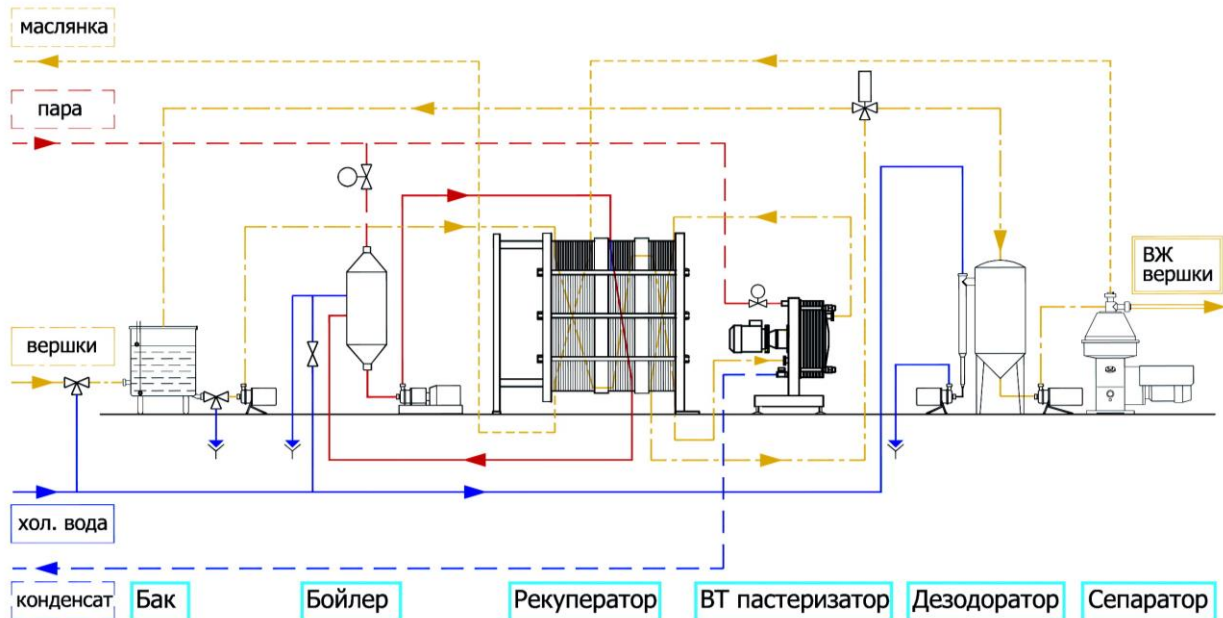 маслянка
пара
ВЖ
вершки
вершки
хол. вода
конденсат
Бак
Бойлер
Рекуператор
ВТ пастеризатор
Дезодоратор
Сепаратор